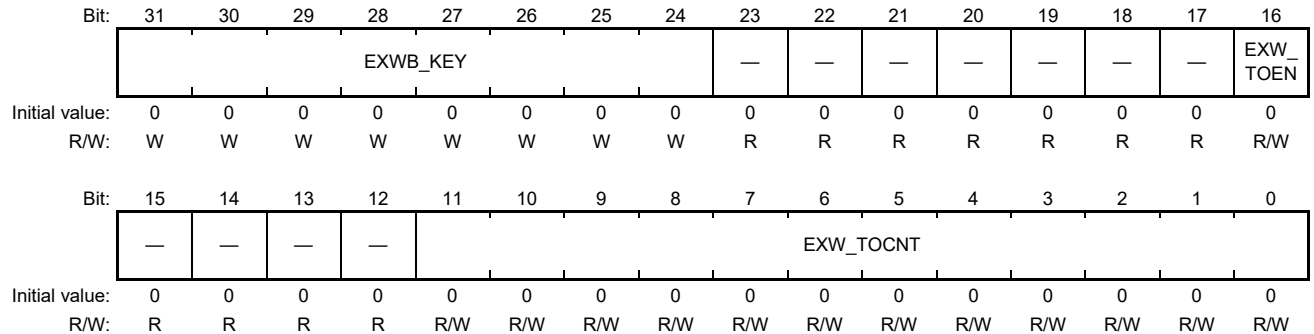 Bit: 31 30 29 28 27 26 25 24 23 22 21 20 19 18 17 16
EXWB_KEY — — — — — — — EXW_
TOEN
Initial value: 0 0 0 0 0 0 0 0 0 0 0 0 0 0 0 0
R/W: W W W W W W W W R R R R R R R R/W
Bit: 15 14 13 12 11 10 9 8 7 6 5 4 3 2 1 0
— — — — EXW_TOCNT
Initial value: 0 0 0 0 0 0 0 0 0 0 0 0 0 0 0 0
R/W: R R R R R/W R/W R/W R/W R/W R/W R/W R/W R/W R/W R/W R/W